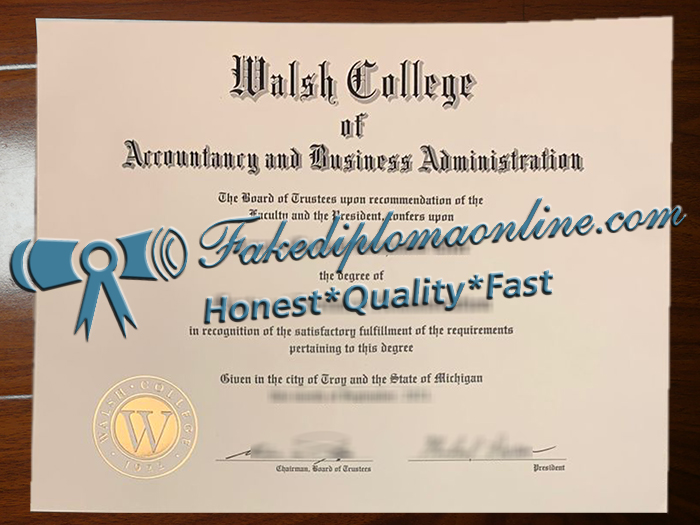 Walsh College
of
Accountancy and Business Administration
The Board of Trustees upon recommendation of the
Faculty and the President, confers upon
Fakediplomaonline.com
the degree of
Honest*Quality*Fast
in recognition of the satisfactory fulfillment of the requirements
pertaining to this degree
Given in the city of Troy and the State of Michigan
WALSH · COLLEGE
W
Chairman, Board of Trustees
President